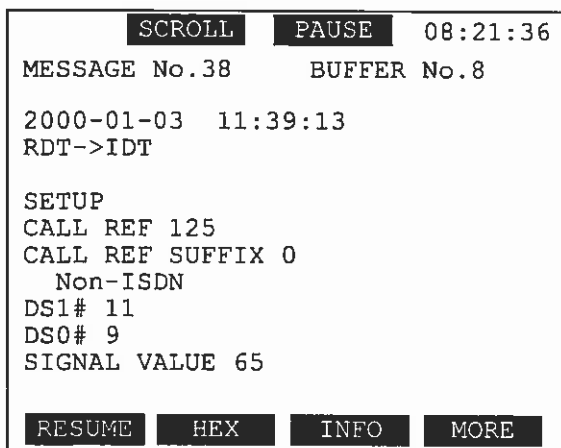 SCROLL PAUSE 08:21:36
MESSAGE No.38 BUFFER No.8
2000-01-03 11:39:13
RDT->IDT
SETUP
CALL REF 125
CALL REF SUFFIX 0
Non-ISDN
DS1# 11
DS0# 9
SIGNAL VALUE 65
RESUME HEX INFO MORE